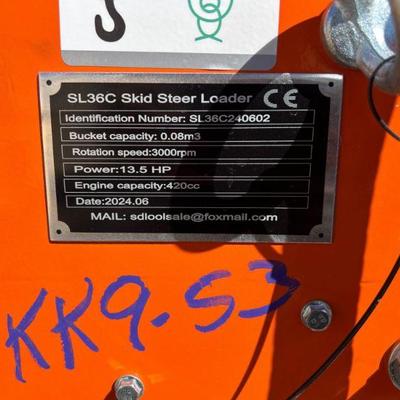 SL36C Skid Steer Loader CE
Identification Number: SL36C240602
Bucket capacity: 0.08m3
Rotation speed:3000rpm
Power:13.5 HP
Engine capacity:420cc
Date:2024.06
MAIL: sdloolsale@foxmail.com
KK9-53